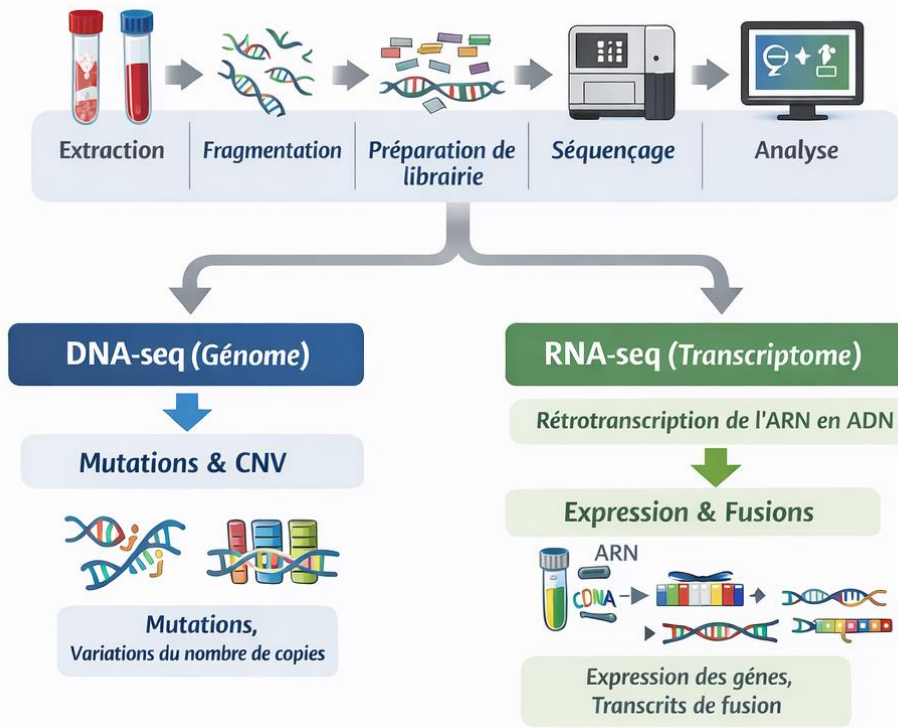 Extraction
Fragmentation
Préparation de
librairie
Séquençage
Analyse
DNA-seq (Génome)
RNA-seq (Transcriptome)
Rétrotranscription de l'ARN en ADN
Mutations & CNV
Expression & Fusions
ARN
CDNA
Mutations,
Variations du nombre de copies
Expression des génes,
Transcrits de fusion